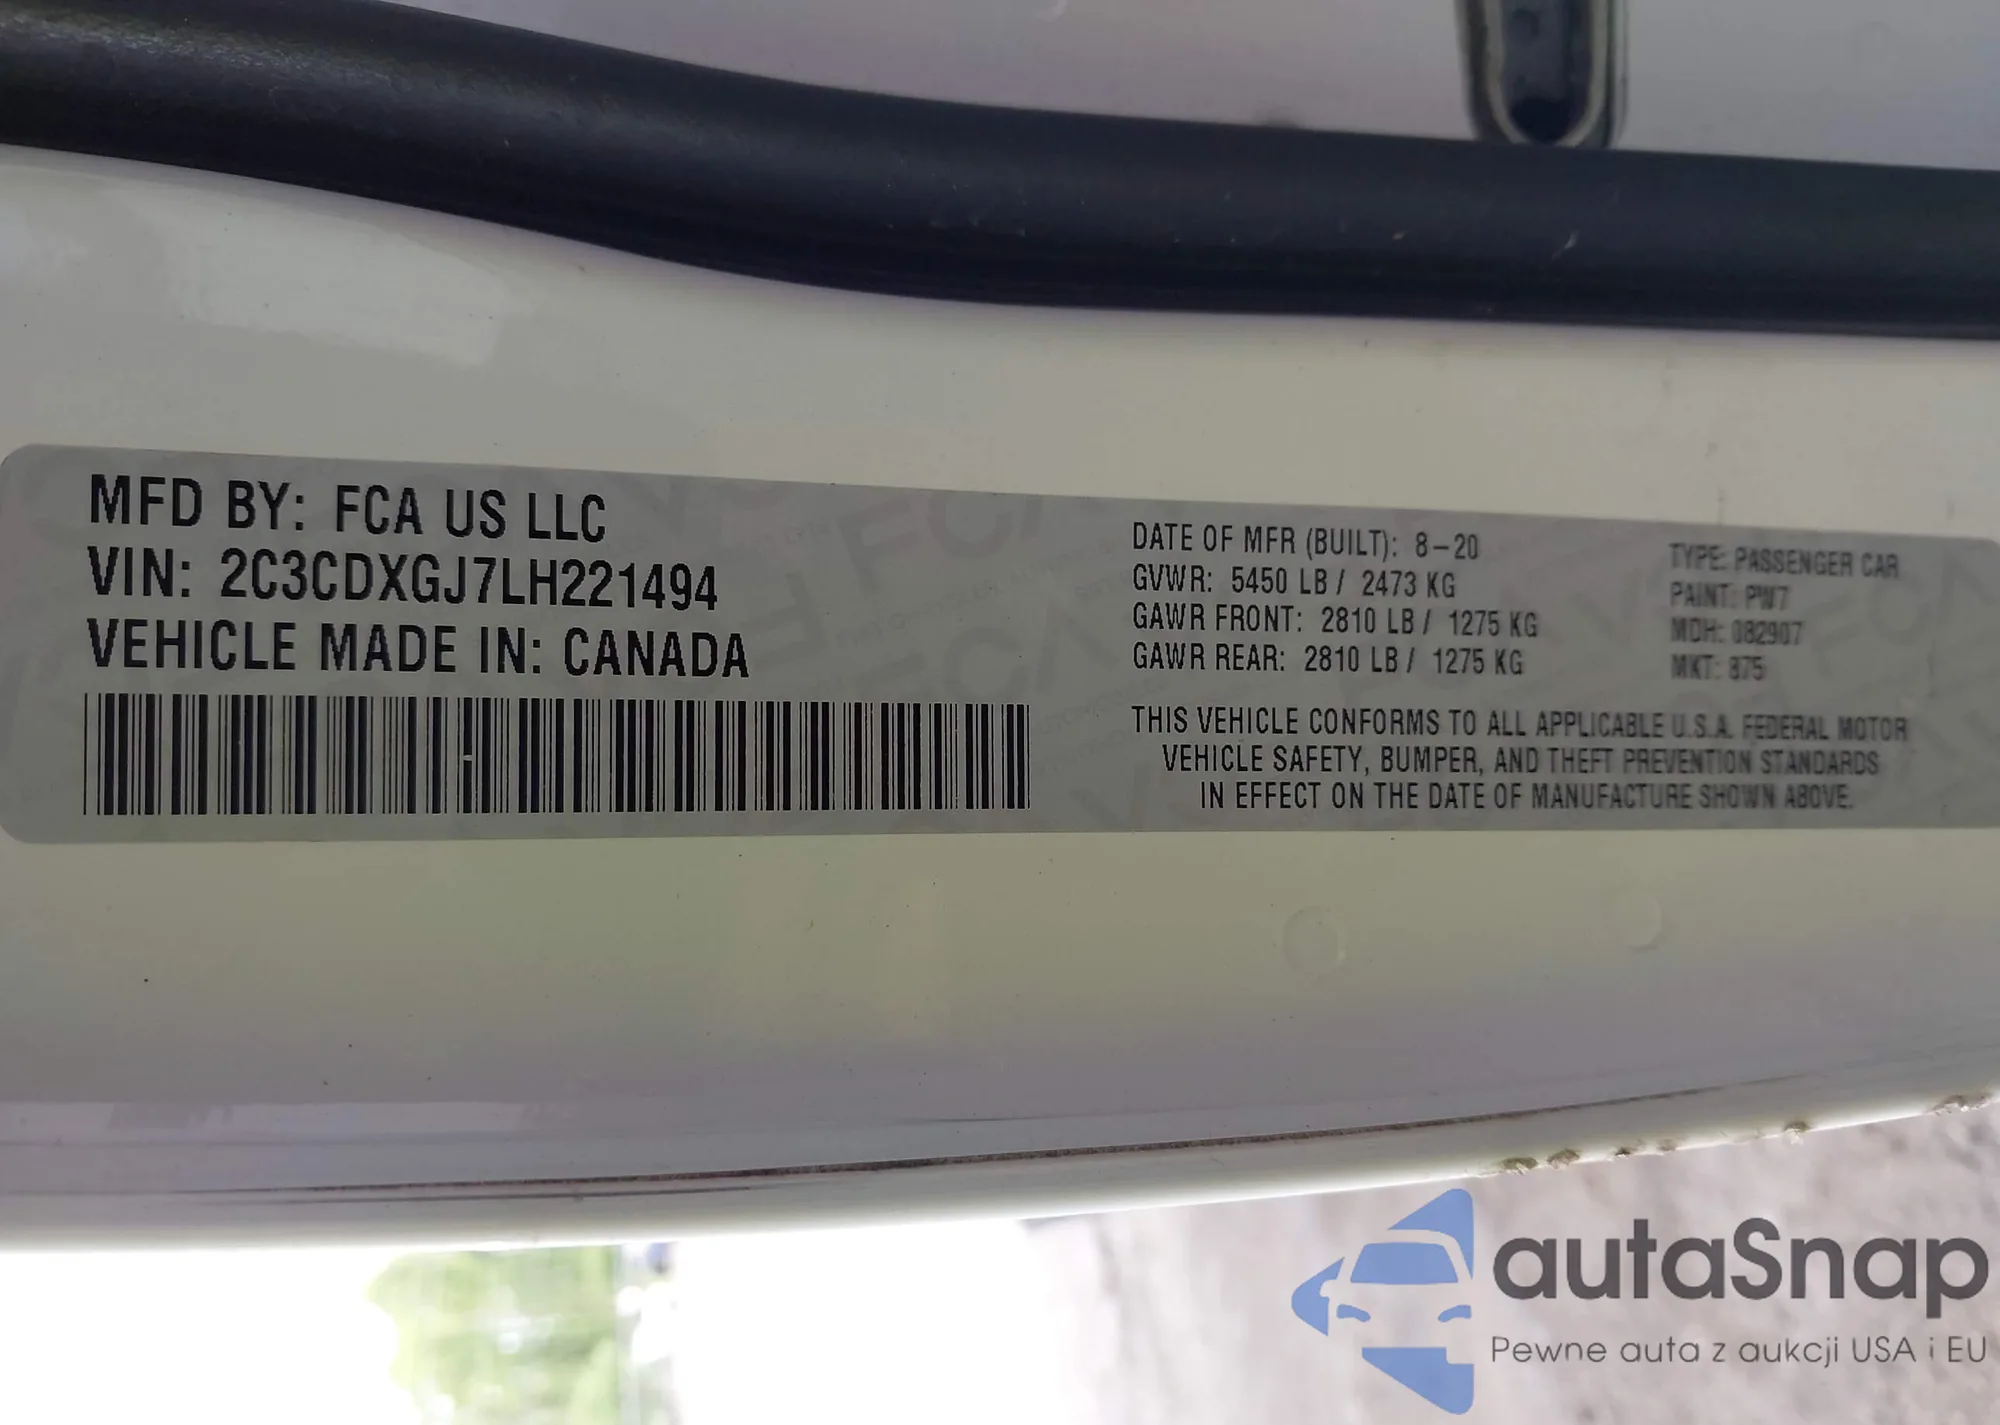 MFD BY: FCA US LLC
VIN: 2C3CDXGJ7LH221494
VEHICLE MADE IN: CANADA
DATE OF MFR (BUILT): 8-20
GVWR: 5450 LB / 2473 KG
GAWR FRONT: 2810 LB / 1275 KG
GAWR REAR: 2810 LB / 1275 KG
TYPE: PASSENGER CAR
PAINT: PW7
MDH: 082907
MKT: 875
THIS VEHICLE CONFORMS TO ALL APPLICABLE U.S.A. FEDERAL MOTOR
VEHICLE SAFETY, BUMPER, AND THEFT PREVENTION STANDARDS
IN EFFECT ON THE DATE OF MANUFACTURE SHOWN ABOVE.
autaSnap
Pewne auta z aukcji USA i EU